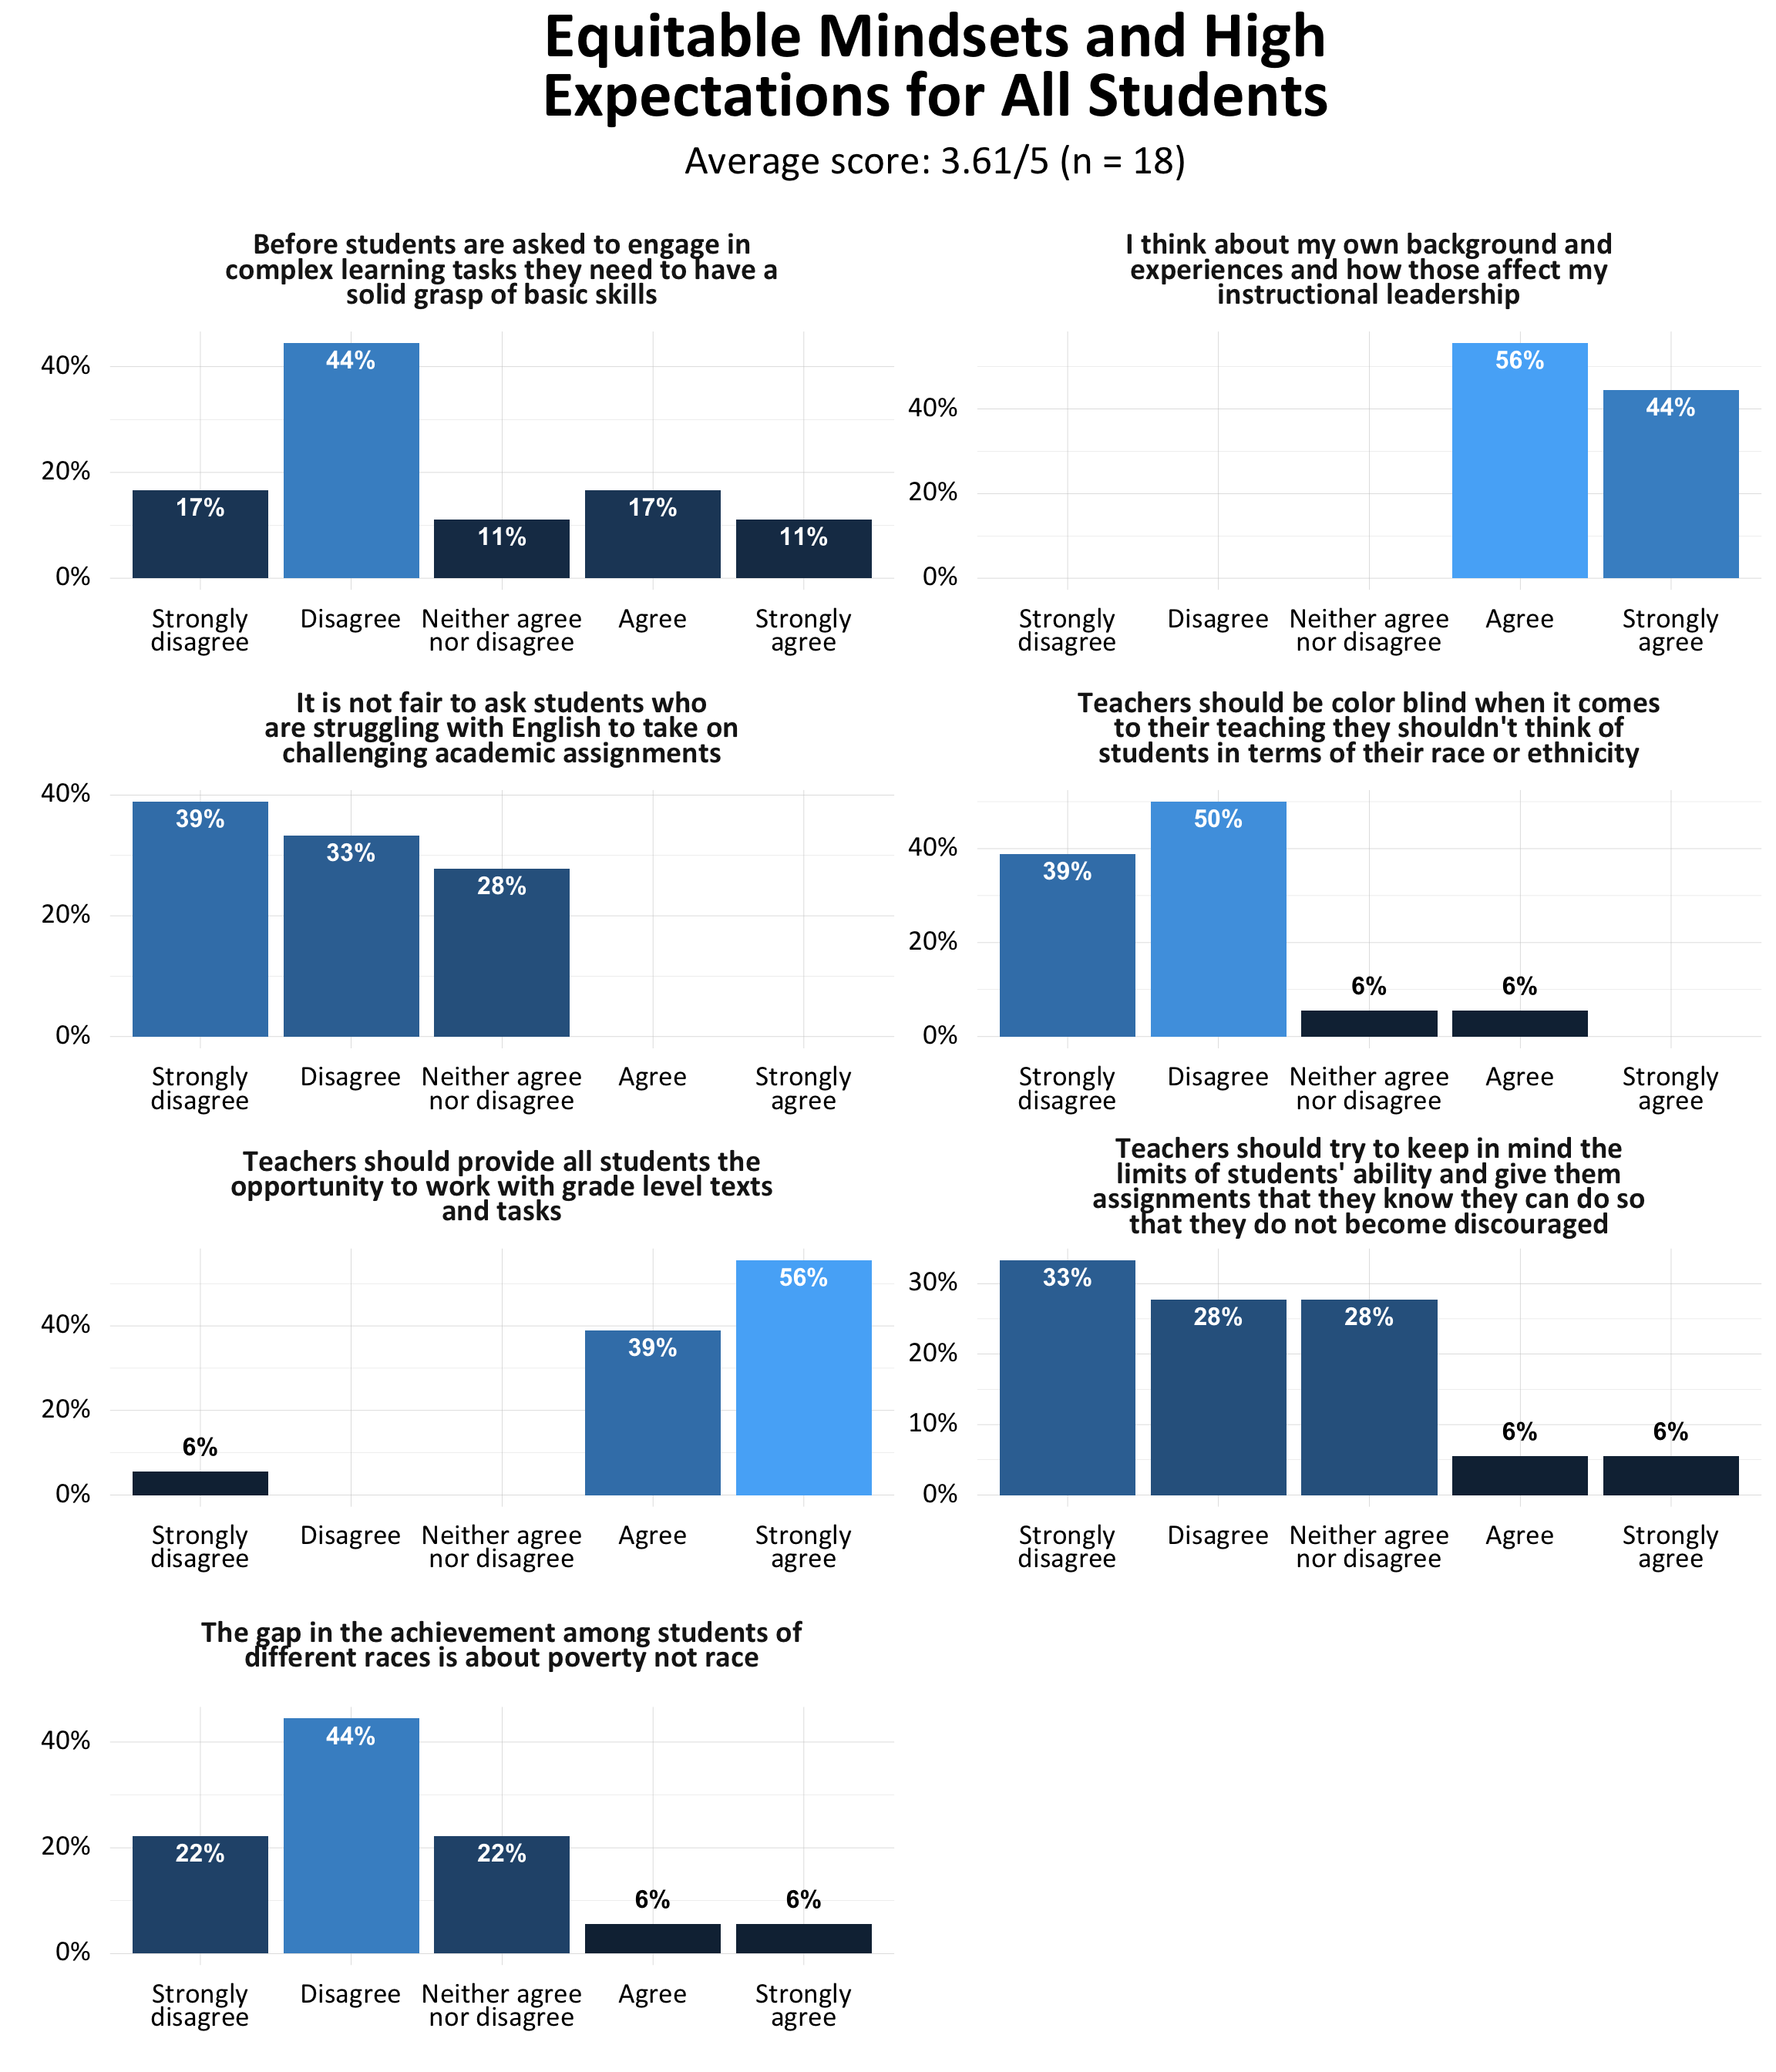 Equitable Mindsets and High
Expectations for All Students
Average score: 3.61/5 (n = 18)
Before students are asked to engage in
complex learning tasks they need to have a
solid grasp of basic skills
40%
20%
0%
17%
44%
11%
17%
11%
Strongly
disagree
Disagree
Neither agree
nor disagree
Agree
Strongly
agree
I think about my own background and
experiences and how those affect my
instructional leadership
40%
20%
0%
56%
44%
Strongly
disagree
Disagree
Neither agree
nor disagree
Agree
Strongly
agree
It is not fair to ask students who
are struggling with English to take on
challenging academic assignments
40%
20%
0%
39%
33%
28%
Strongly
disagree
Disagree
Neither agree
nor disagree
Agree
Strongly
agree
Teachers should be color blind when it comes
to their teaching they shouldn't think of
students in terms of their race or ethnicity
40%
20%
0%
39%
50%
6%
6%
Strongly
disagree
Disagree
Neither agree
nor disagree
Agree
Strongly
agree
Teachers should provide all students the
opportunity to work with grade level texts
and tasks
40%
20%
0%
6%
39%
56%
Strongly
disagree
Disagree
Neither agree
nor disagree
Agree
Strongly
agree
Teachers should try to keep in mind the
limits of students' ability and give them
assignments that they know they can do so
that they do not become discouraged
30%
20%
10%
0%
33%
28%
28%
6%
6%
Strongly
disagree
Disagree
Neither agree
nor disagree
Agree
Strongly
agree
The gap in the achievement among students of
different races is about poverty not race
40%
20%
0%
22%
44%
22%
6%
6%
Strongly
disagree
Disagree
Neither agree
nor disagree
Agree
Strongly
agree